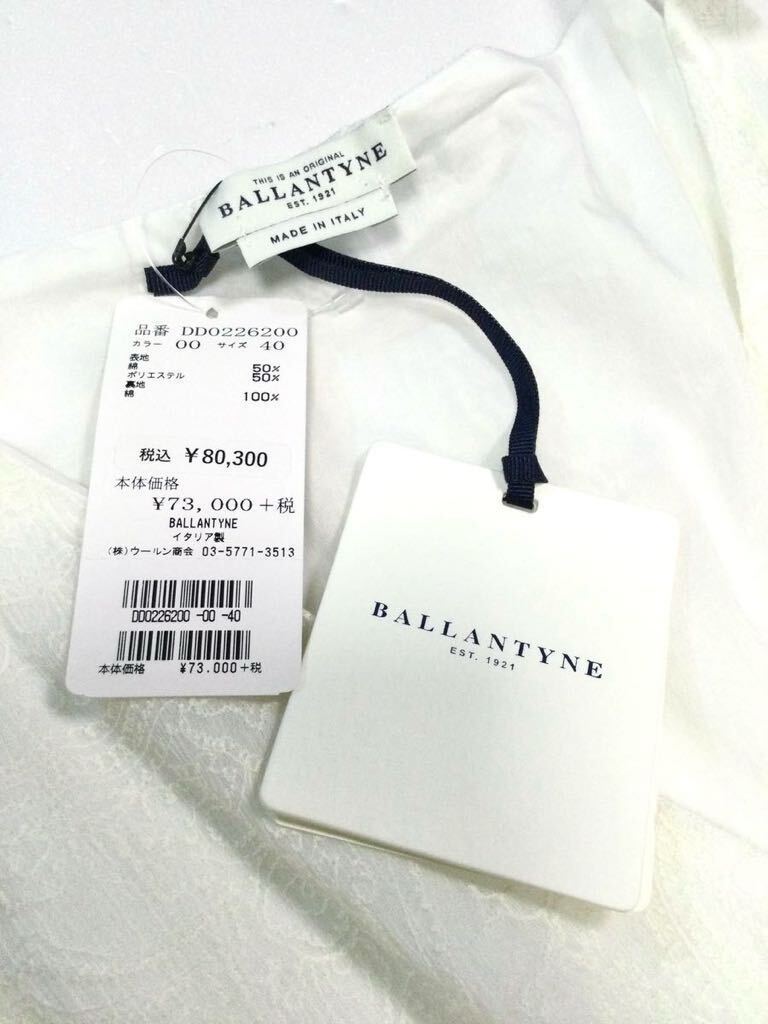 THIS IS AN ORIGINAL
BALLANTYNE
EST. 1921
MADE IN ITALY
品番 DD0226200
カラー 00 サイズ 40
表地
綿 50%
ポリエステル 50%
裏地
綿 100%
税込 ¥80,300
本体価格
¥73,000+税
BALLANTYNE
イタリア製
(株)ウールン商会 03-5771-3513
DD0226200 -00 -40
本体価格 ¥73.000+税
BALLANTYNE
EST. 1921